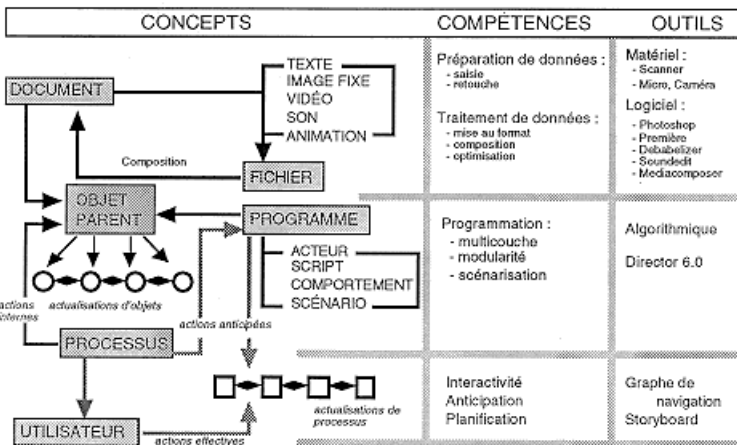 CONCEPTS
COMPÉTENCES
OUTILS
DOCUMENT
TEXTE
IMAGE FIXE
VIDÉO
SON
ANIMATION
Composition
FICHIER
OBJET
PARENT
PROGRAMME
ACTEUR
SCRIPT
COMPORTEMENT
SCÉNARIO
actualisations d'objets
actions
internes
actions anticipées
PROCESSUS
actualisations de
processus
UTILISATEUR
actions effectives
Préparation de données :
- saisie
- retouche
Traitement de données :
- mise au format
- composition
- optimisation
Programmation :
- multicouche
- modularité
- scénarisation
Interactivité
Anticipation
Planification
Matériel :
- Scanner
- Micro, Caméra
Logiciel :
- Photoshop
- Première
- Debabelizer
- Soundedit
- Mediacomposer
Algorithmique
Director 6.0
Graphe de
navigation
Storyboard